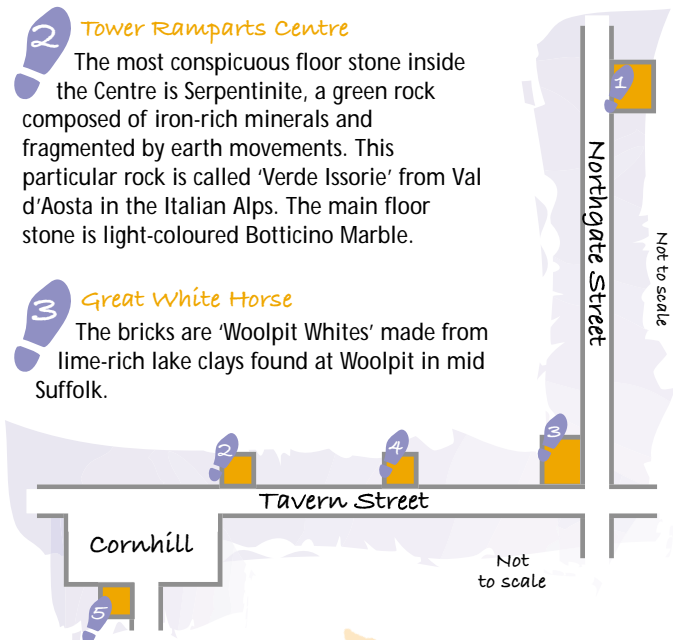 2
Tower Ramparts Centre
The most conspicuous floor stone inside
the Centre is Serpentinite, a green rock
composed of iron-rich minerals and
fragmented by earth movements. This
particular rock is called ‘Verde Issorie’ from Val
d’Aosta in the Italian Alps. The main floor
stone is light-coloured Botticino Marble.
3
Great White Horse
The bricks are ‘Woolpit Whites’ made from
lime-rich lake clays found at Woolpit in mid
Suffolk.
1
Northgate Street
Not to scale
2
4
3
Tavern Street
Cornhill
Not
to scale
5